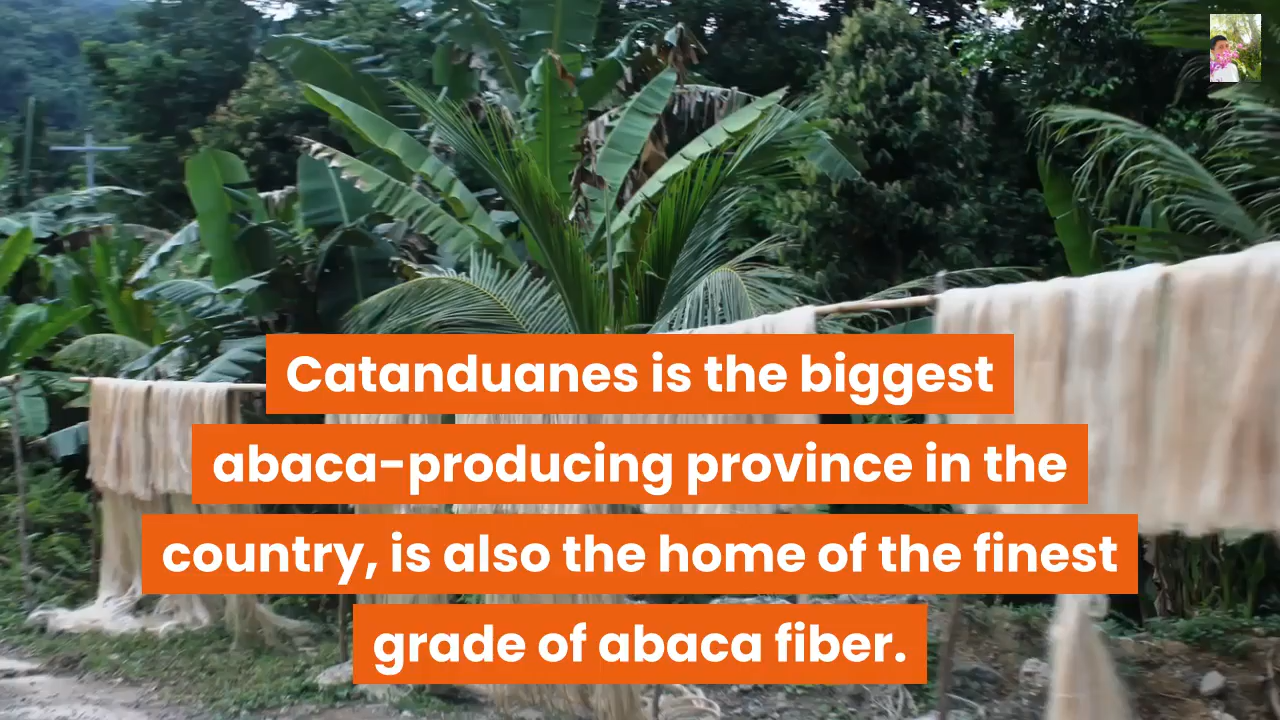 Catanduanes is the biggest
abaca-producing province in the
country, is also the home of the finest
grade of abaca fiber.